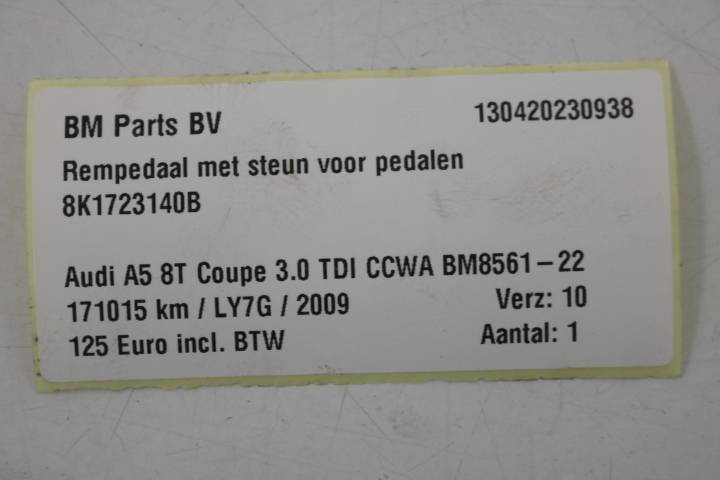 BM Parts BV 130420230938
Rempedaal met steun voor pedalen
8K1723140B
Audi A5 8T Coupe 3.0 TDI CCWA BM8561-22
171015 km / LY7G / 2009 Verz: 10
125 Euro incl. BTW Aantal: 1